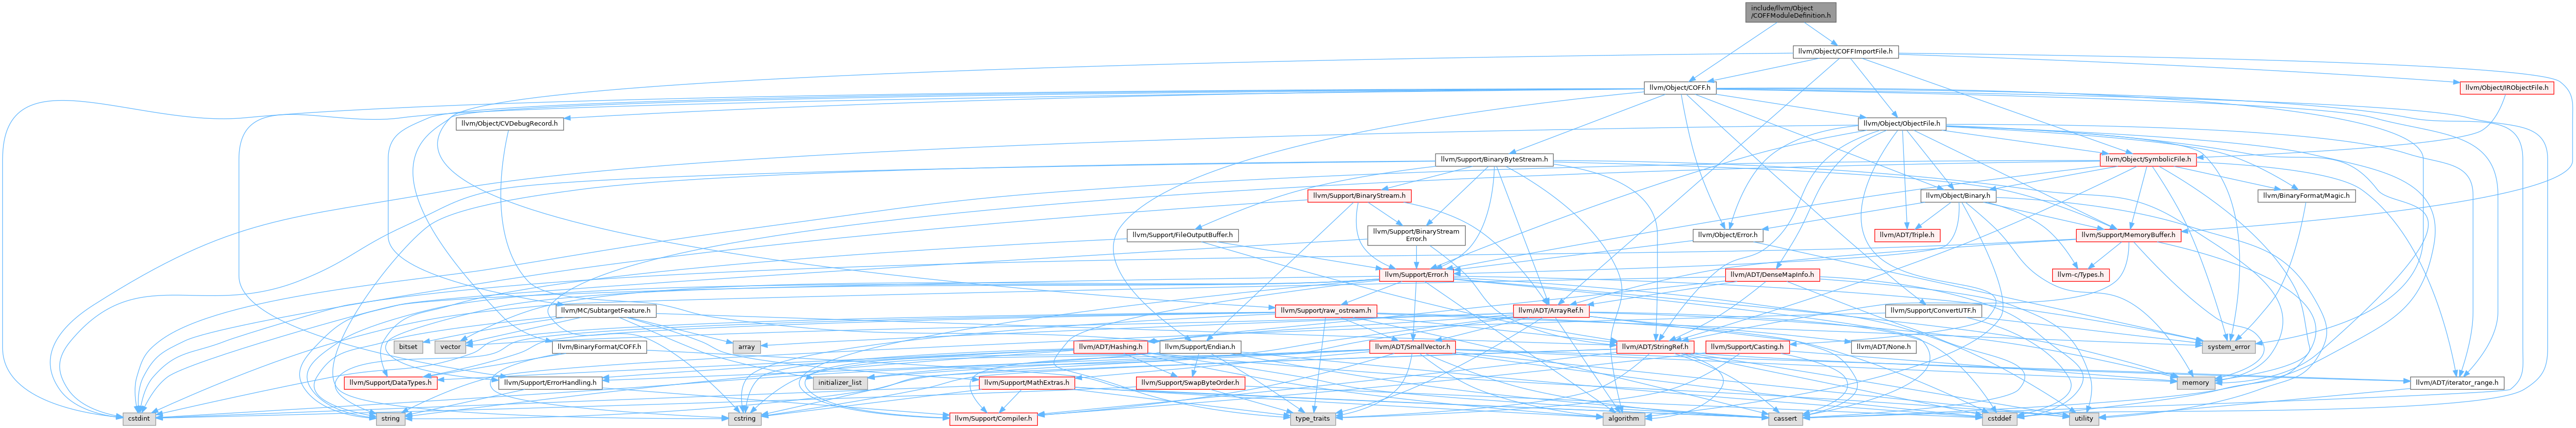 include/llvm/Object
/COFFModuleDefinition.h
llvm/Object/COFFImportFile.h
llvm/Object/COFF.h
llvm/Object/IRObjectFile.h
llvm/Object/CVDebugRecord.h
llvm/Object/ObjectFile.h
llvm/Support/BinaryByteStream.h
llvm/Object/SymbolicFile.h
llvm/Support/BinaryStream.h
llvm/Object/Binary.h
llvm/BinaryFormat/Magic.h
llvm/Support/FileOutputBuffer.h
llvm/Support/BinaryStream
Error.h
llvm/Object/Error.h
llvm/ADT/Triple.h
llvm/Support/MemoryBuffer.h
llvm/Support/Error.h
llvm/ADT/DenseMapInfo.h
llvm-c/Types.h
llvm/MC/SubtargetFeature.h
llvm/Support/raw_ostream.h
llvm/ADT/ArrayRef.h
llvm/Support/ConvertUTF.h
bitset
vector
llvm/BinaryFormat/COFF.h
array
llvm/ADT/Hashing.h
llvm/Support/Endian.h
llvm/ADT/SmallVector.h
llvm/ADT/StringRef.h
llvm/Support/Casting.h
llvm/ADT/None.h
system_error
llvm/Support/DataTypes.h
llvm/Support/ErrorHandling.h
initializer_list
llvm/Support/MathExtras.h
llvm/Support/SwapByteOrder.h
memory
llvm/ADT/iterator_range.h
cstdint
string
cstring
llvm/Support/Compiler.h
type_traits
algorithm
cassert
cstddef
utility